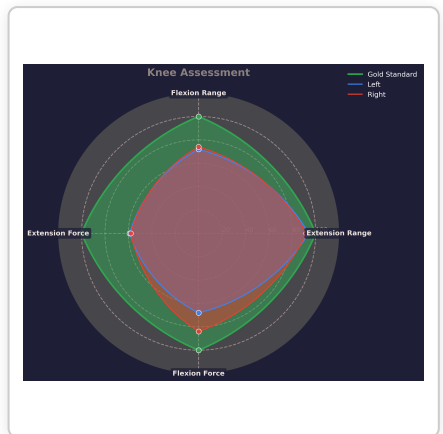 Knee Assessment
Gold Standard
Left
Right
Flexion Range
Extension Force
Extension Range
Flexion Force